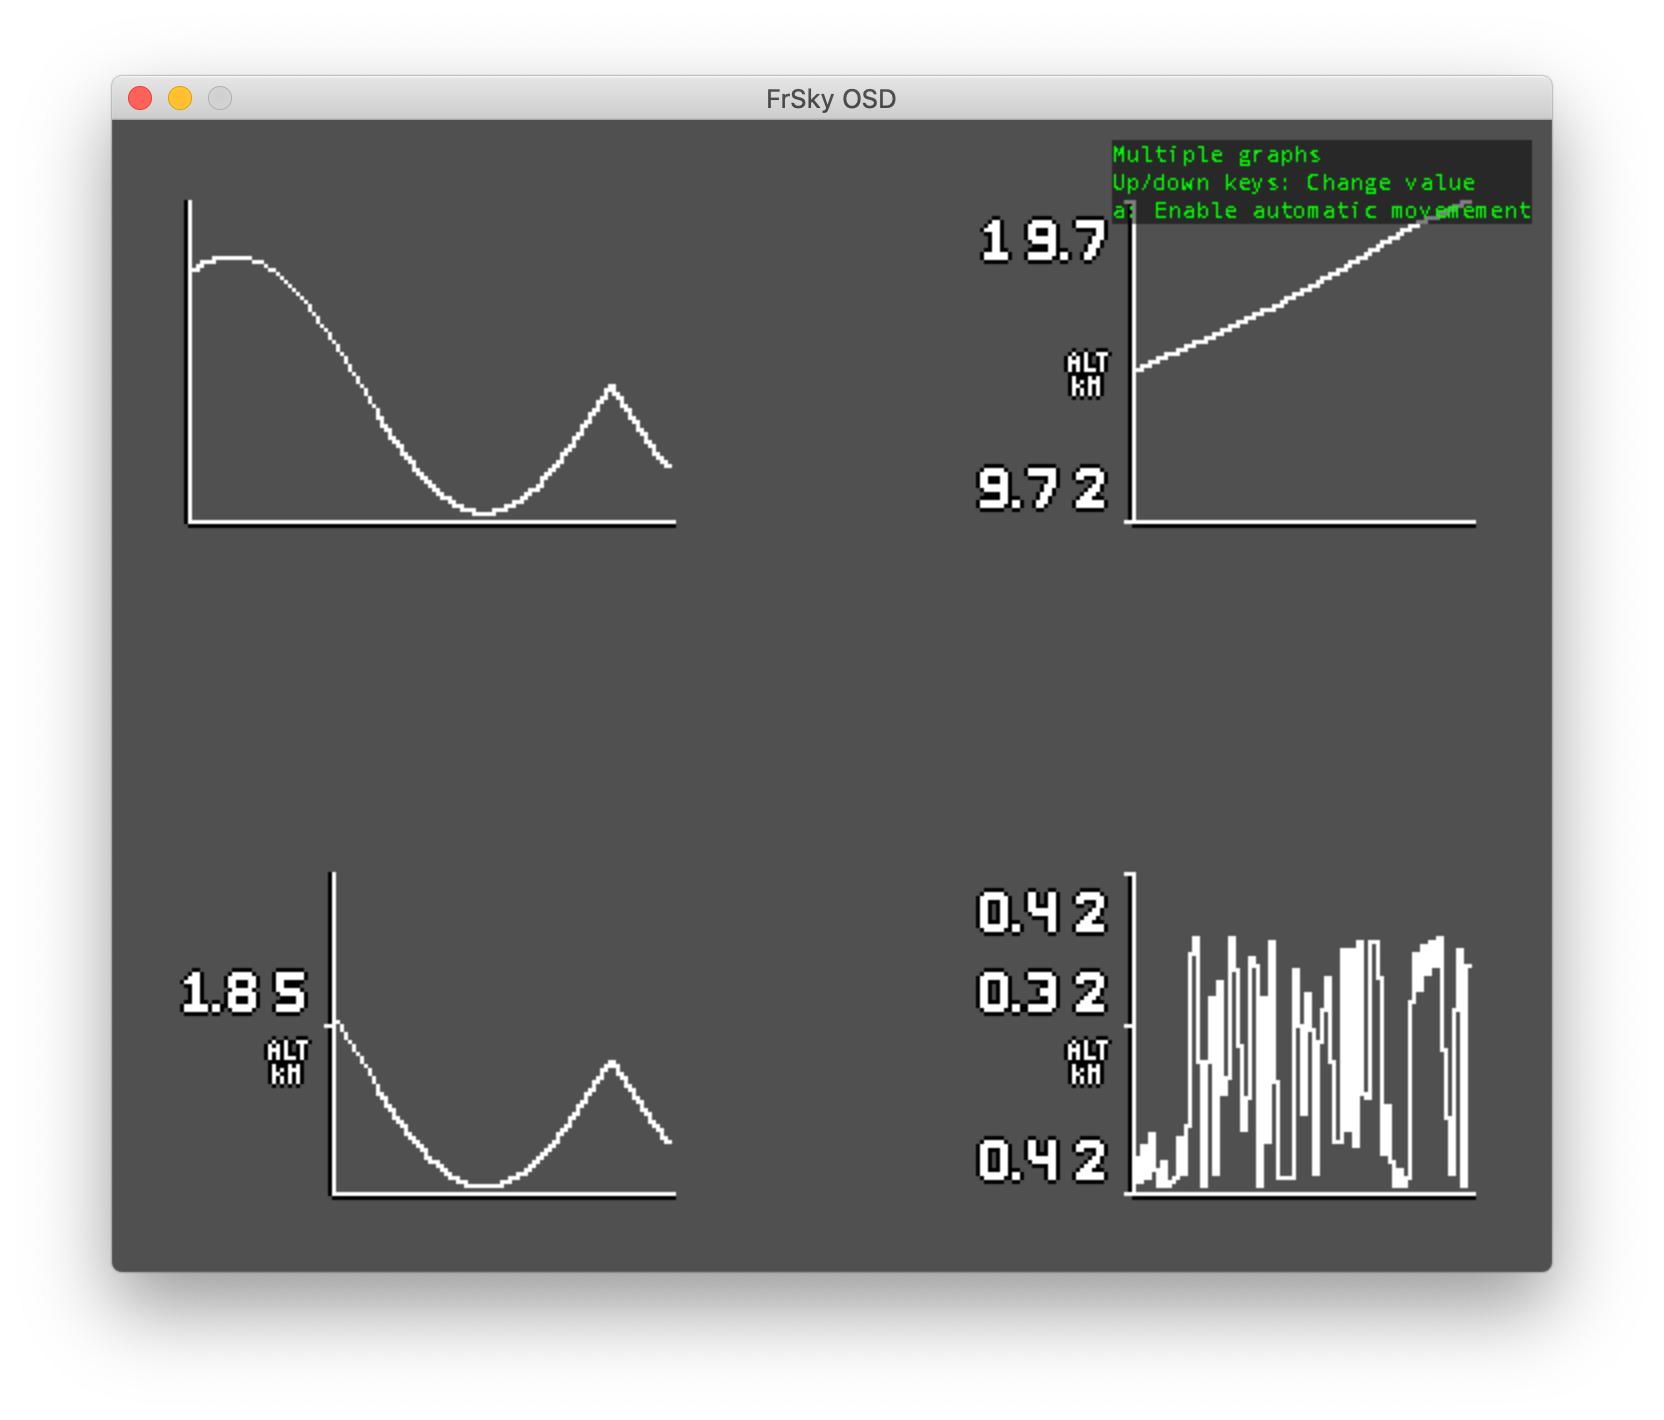 FrSky OSD
Multiple graphs
Up/down keys: Change value
a: Enable automatic movemement
19.7
ALT
kM
9.72
1.85
ALT
kM
0.42
0.32
ALT
kM
0.42